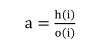 a = h(i)/o(i)